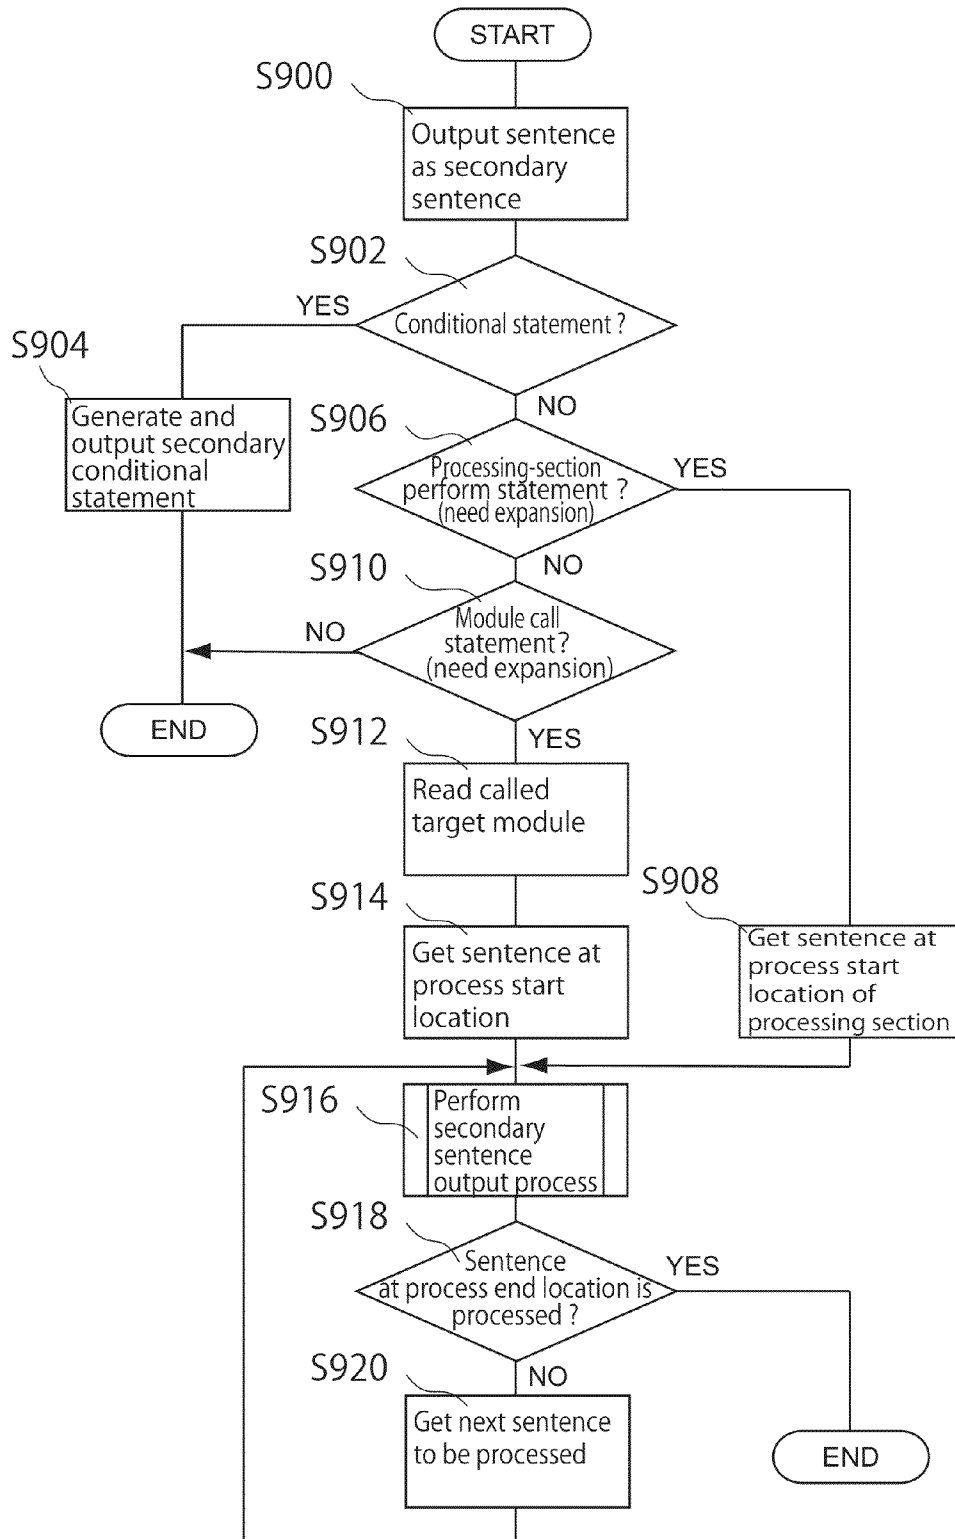 START
S900
Output sentence
as secondary
sentence
S902
YES
Conditional statement ?
S904
NO
Generate and
output secondary
conditional
statement
S906
Processing-section
perform statement ?
(need expansion)
YES
S910
NO
Module call
statement?
(need expansion)
NO
END
S912
YES
Read called
target module
S914
S908
Get sentence at
process start
location
Get sentence at
process start
location of
processing section
S916
Perform
secondary
sentence
output process
S918
Sentence
at process end location is
processed ?
YES
S920
NO
Get next sentence
to be processed
END